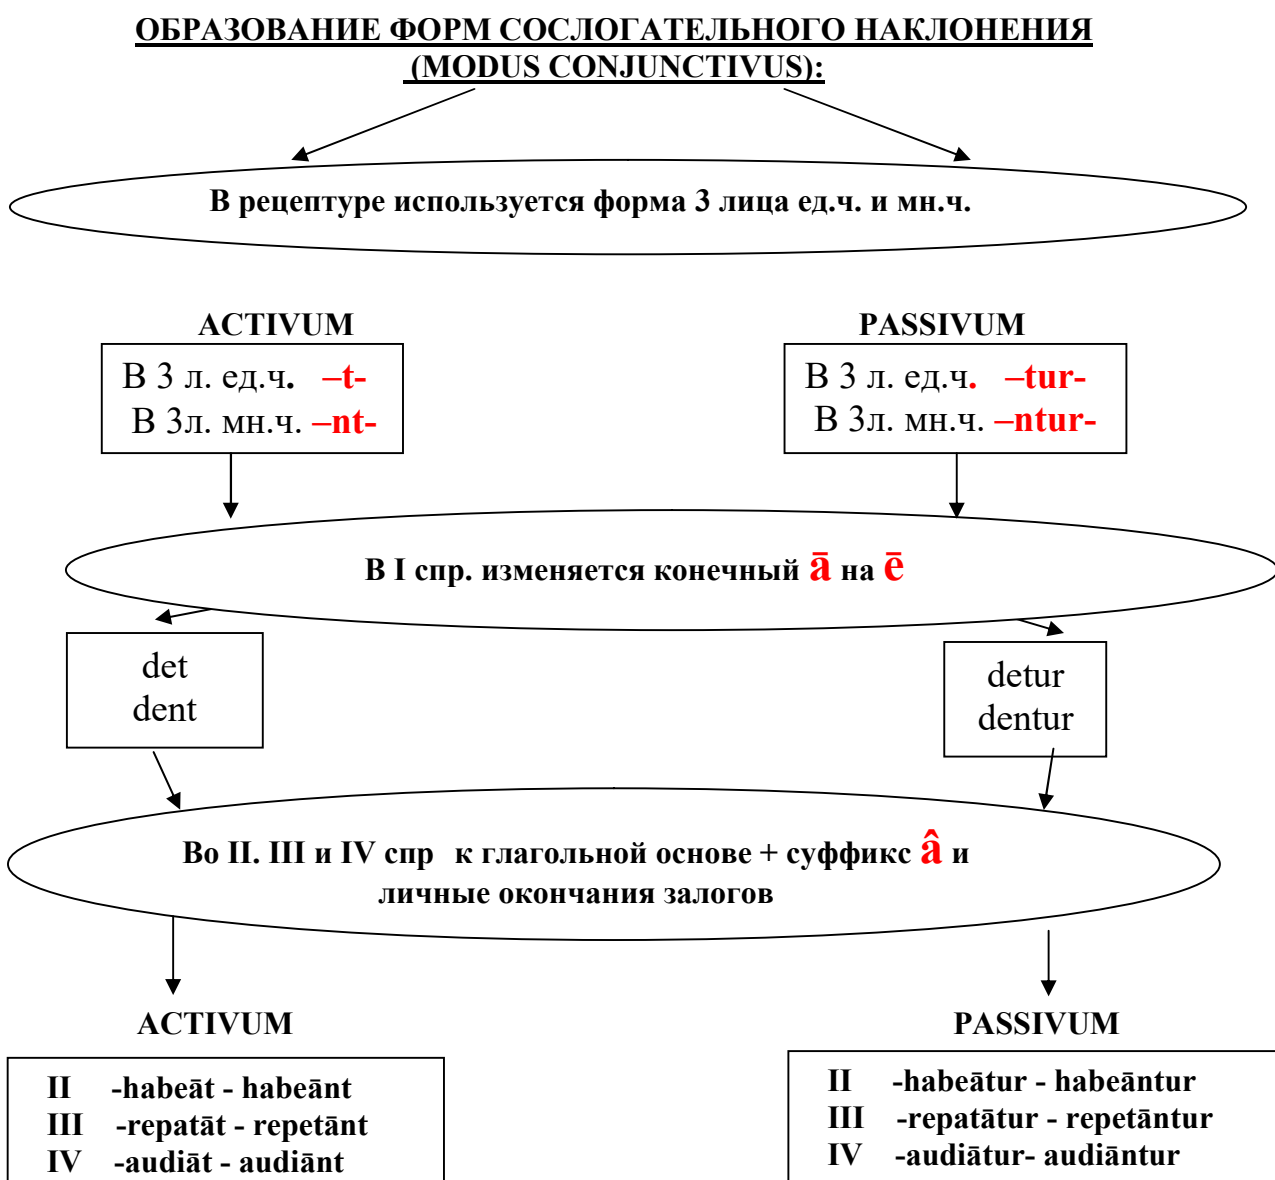 ОБРАЗОВАНИЕ ФОРМ СОСЛОГАТЕЛЬНОГО НАКЛОНЕНИЯ
(MODUS CONJUNCTIVUS):
В рецептуре используется форма 3 лица ед.ч. и мн.ч.
ACTIVUM
В 3 л. ед.ч. –t-
В 3л. мн.ч. –nt-
PASSIVUM
В 3 л. ед.ч. –tur-
В 3л. мн.ч. –ntur-
В I спр. изменяется конечный ā на ē
det
dent
detur
dentur
Во II. III и IV спр к глагольной основе + суффикс â и
личные окончания залогов
ACTIVUM
II -habeāt - habeānt
III -repatāt - repetānt
IV -audiāt - audiānt
PASSIVUM
II -habeātur - habeāntur
III -repatātur - repetāntur
IV -audiātur- audiāntur